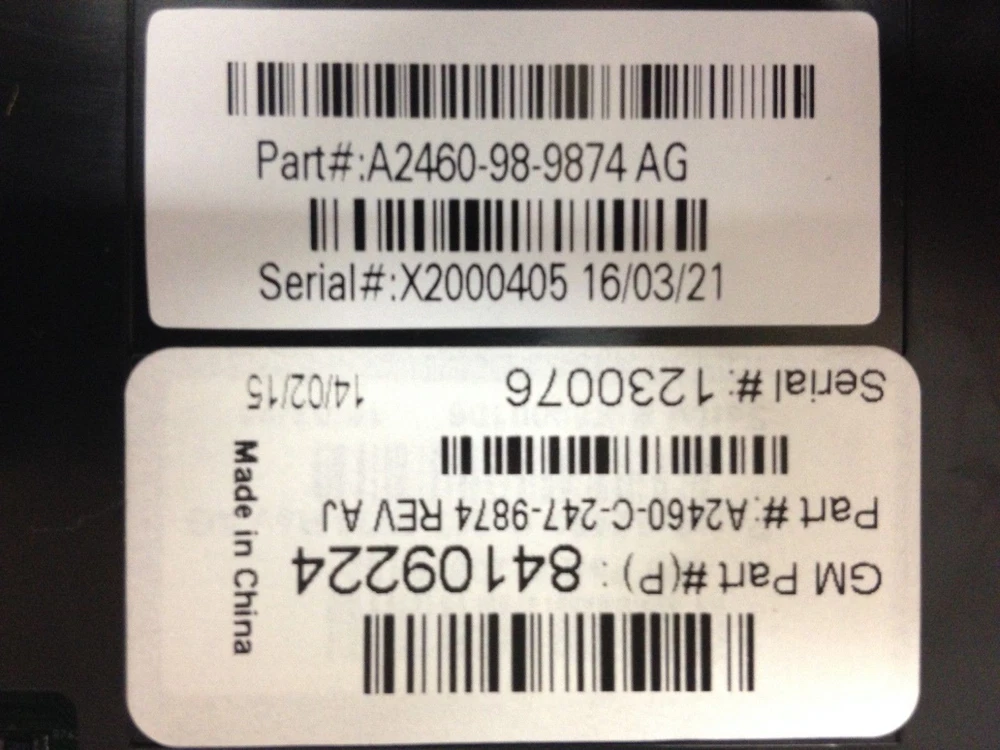 Part#:A2460-98-9874 AG
Serial#:X2000405 16/03/21
GM Part #(P) : 84109224
Part #:A2460-C-247-9874 REV AJ
Serial #:1230076 14/02/15
Made in China